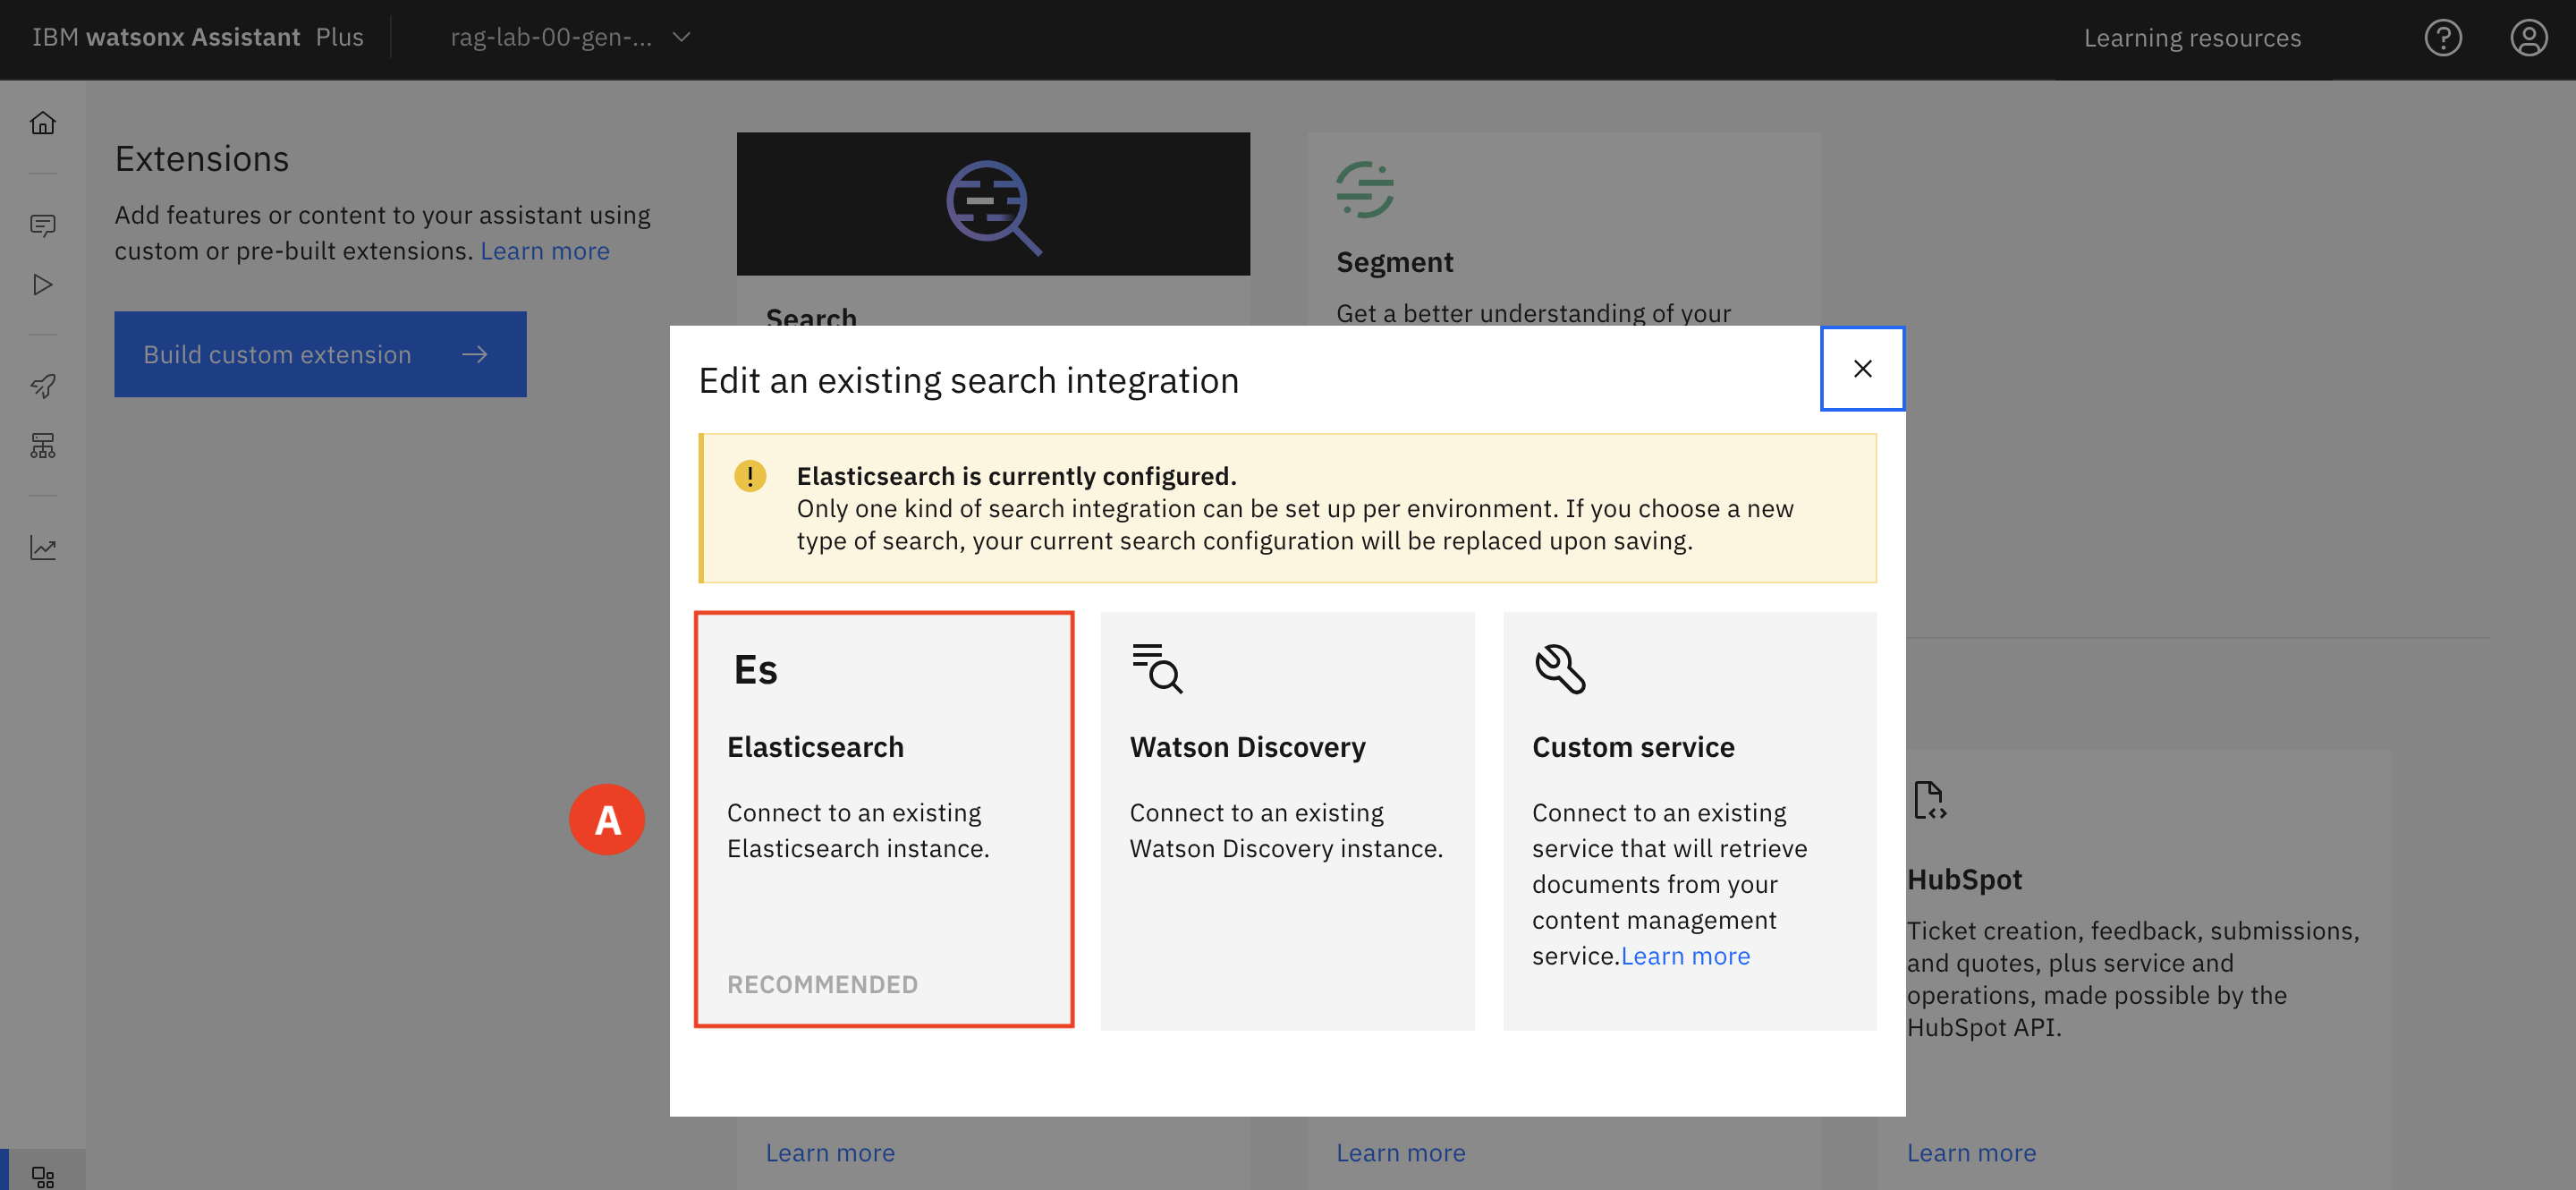 IBM watsonx Assistant Plus
rag-lab-00-gen-...
Learning resources
Extensions
Add features or content to your assistant using
custom or pre-built extensions. Learn more
Build custom extension
Search
Segment
Get a better understanding of your
Edit an existing search integration
Elasticsearch is currently configured.
Only one kind of search integration can be set up per environment. If you choose a new
type of search, your current search configuration will be replaced upon saving.
A
Es
Elasticsearch
Connect to an existing
Elasticsearch instance.
RECOMMENDED
Watson Discovery
Connect to an existing
Watson Discovery instance.
Custom service
Connect to an existing
service that will retrieve
documents from your
content management
service.Learn more
HubSpot
Ticket creation, feedback, submissions,
and quotes, plus service and
operations, made possible by the
HubSpot API.
Learn more
Learn more
Learn more